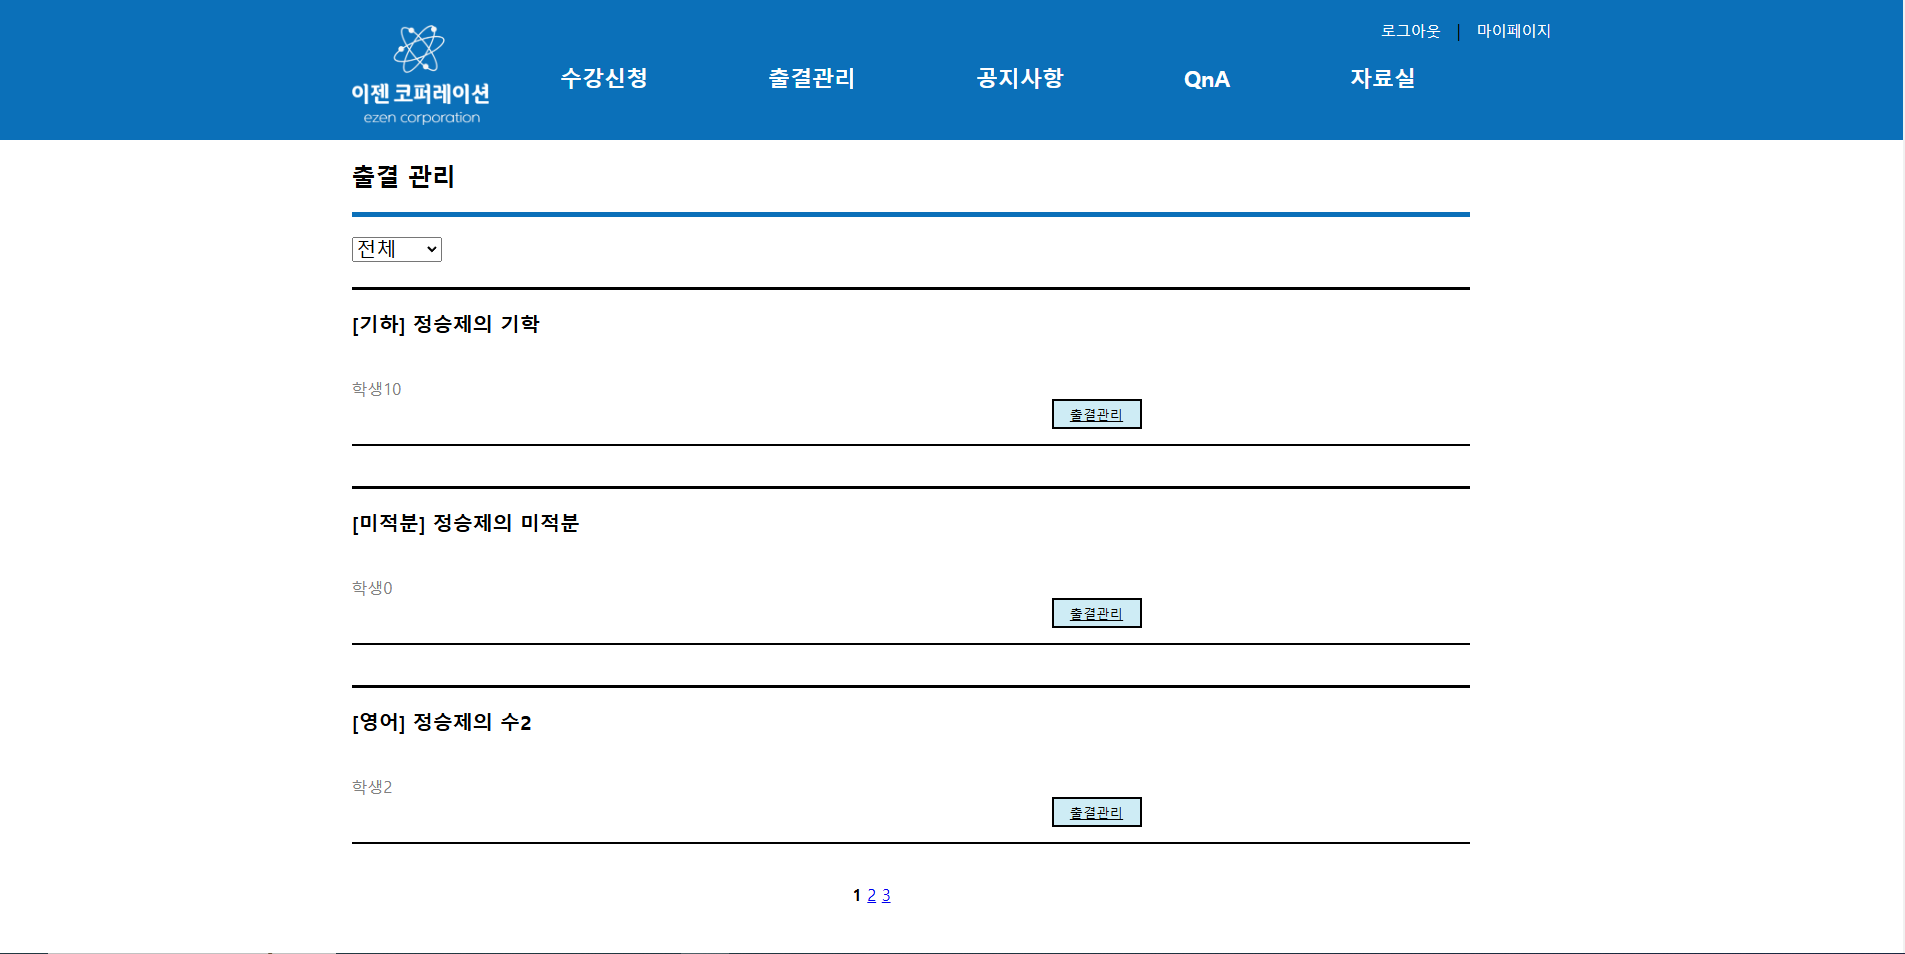 로그아웃 | 마이페이지
이젠 코퍼레이션
ezen corporation
수강신청 출결관리 공지사항 QnA 자료실
출결 관리
전체
[기하] 정승제의 기학
학생10
출결관리
[미적분] 정승제의 미적분
학생0
출결관리
[영어] 정승제의 수2
학생2
출결관리
1 2 3